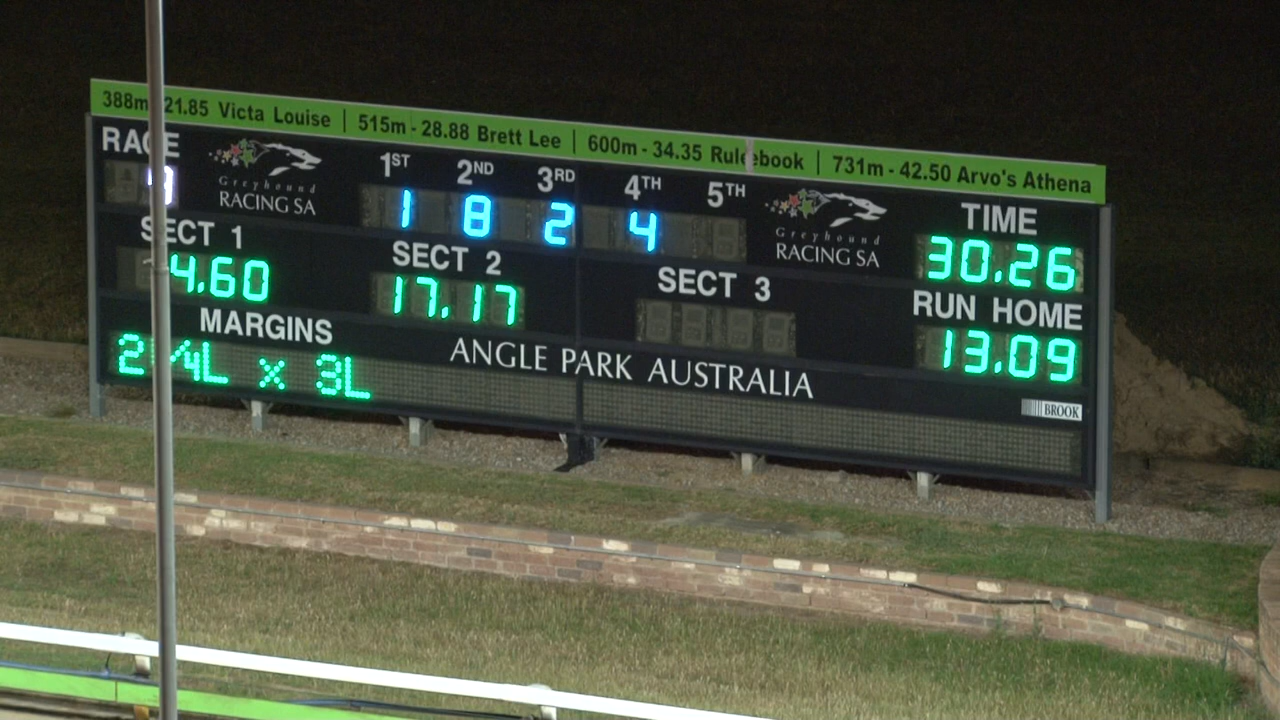 388m 21.85 Victa Louise | 515m - 28.88 Brett Lee | 600m - 34.35 Rulebook | 731m - 42.50 Arvo's Athena
RACE
Greyhound
RACING SA
1ST 2ND 3RD 4TH 5TH
1 8 2 4
Greyhound
RACING SA
TIME
30.26
SECT 1
4.60
SECT 2
17.17
SECT 3
RUN HOME
13.09
MARGINS
2 1/4L x 3L
ANGLE PARK AUSTRALIA
BROOK